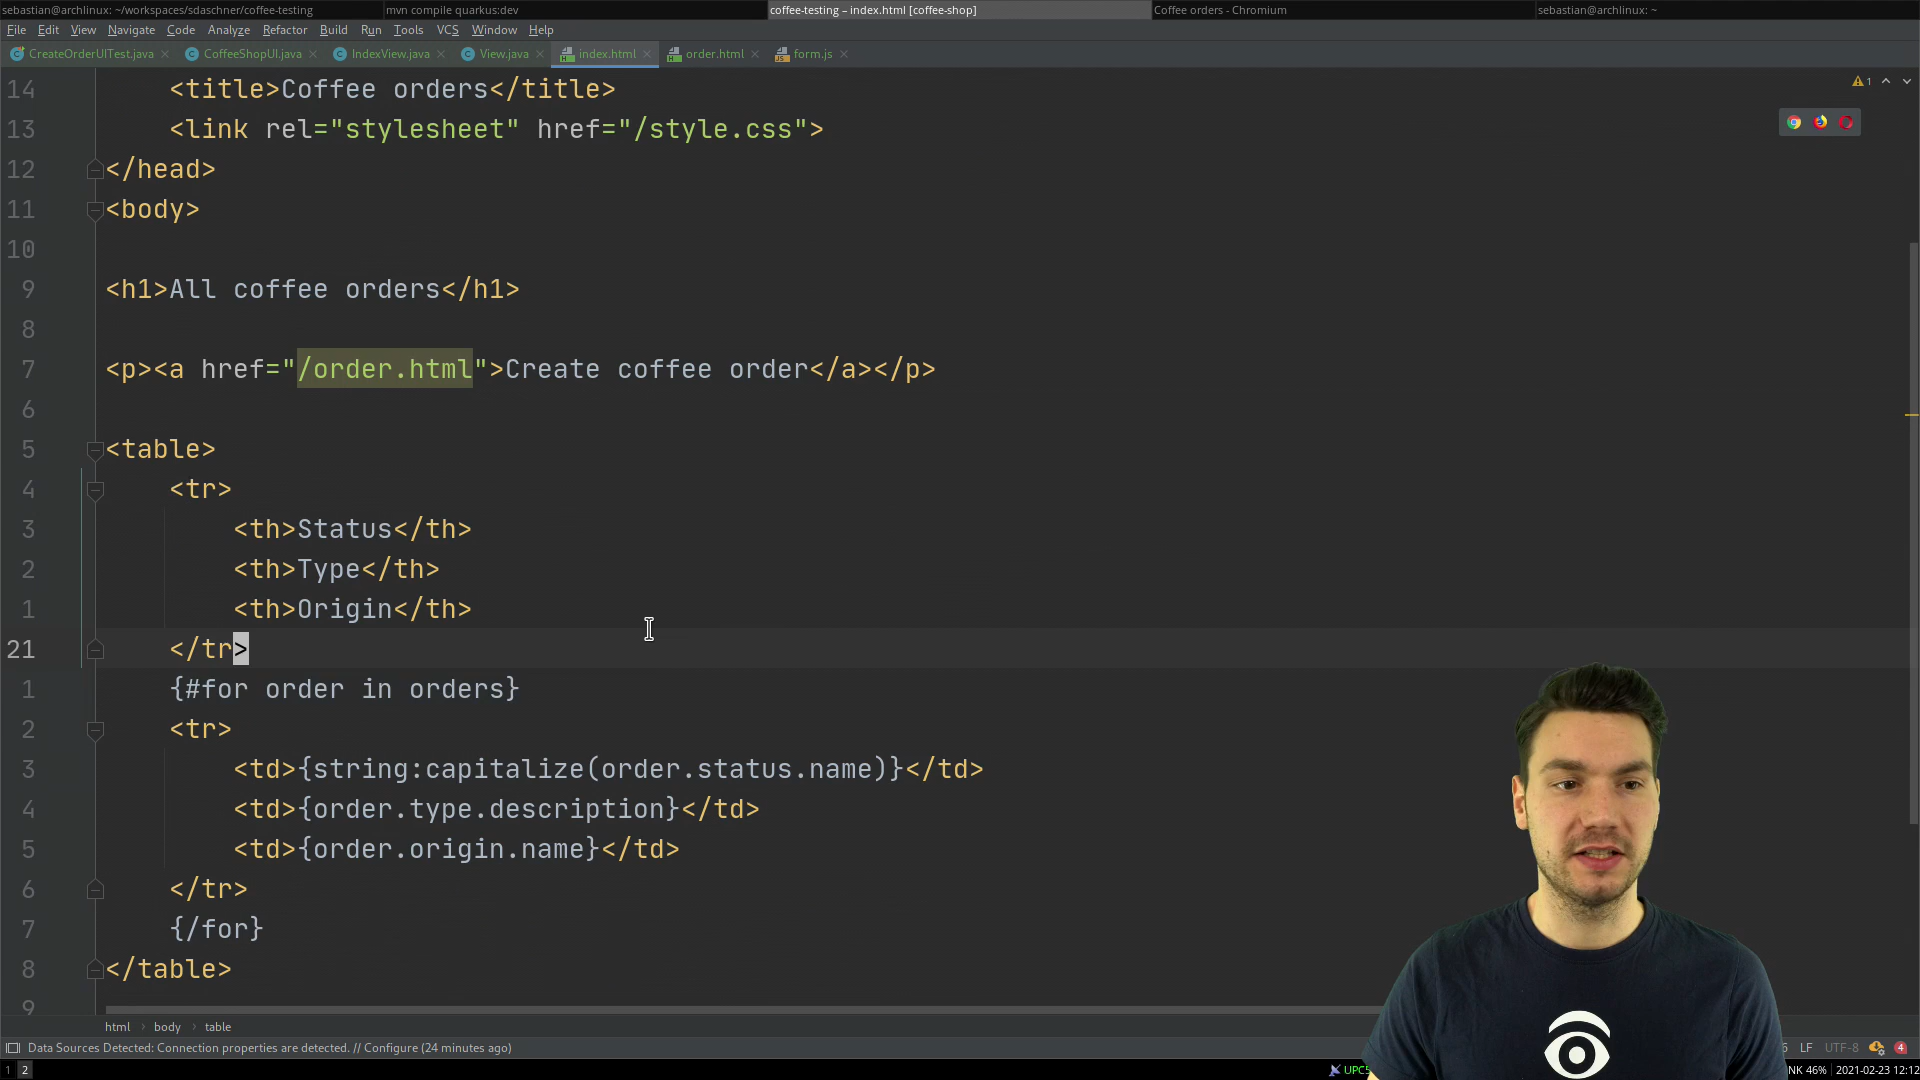 sebastian@archlinux: ~/workspaces/sdaschner/coffee-testing mvn compile quarkus:dev coffee-testing – index.html [coffee-shop] Coffee orders - Chromium sebastian@archlinux: ~
File Edit View Navigate Code Analyze Refactor Build Run Tools VCS Window Help
CreateOrderUITest.java CoffeeShopUI.java IndexView.java View.java index.html order.html form.js
14 <title>Coffee orders</title>
1
13 <link rel="stylesheet" href="/style.css">
12 </head>
11 <body>
10
9 <h1>All coffee orders</h1>
8
7 <p><a href="/order.html">Create coffee order</a></p>
6
5 <table>
4 <tr>
3 <th>Status</th>
2 <th>Type</th>
1 <th>Origin</th>
21 </tr>
1 {#for order in orders}
2 <tr>
3 <td>{string:capitalize(order.status.name)}</td>
4 <td>{order.type.description}</td>
5 <td>{order.origin.name}</td>
6 </tr>
7 {/for}
8 </table>
9
html › body › table
Data Sources Detected: Connection properties are detected. // Configure (24 minutes ago) LF UTF-8 4
1 2 UPC5 NK 46% 2021-02-23 12:12